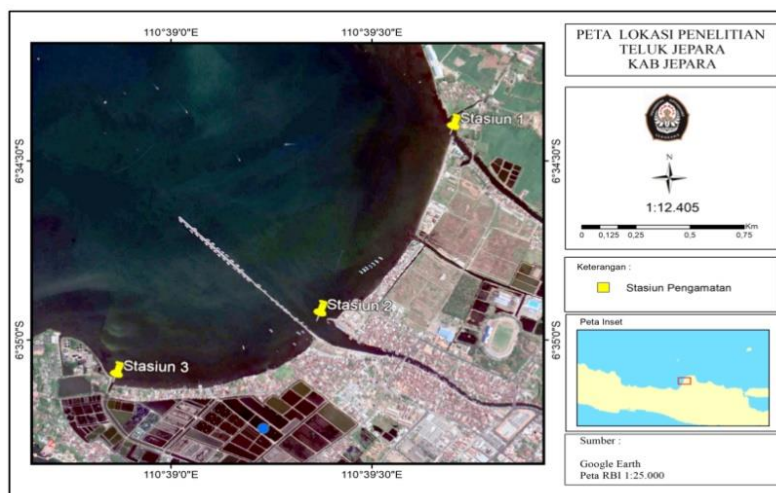 110°39'0"E
110°39'30"E
6°34'30"S
6°35'0"S
Stasiun 1
Stasiun 2
Stasiun 3
6°34'30"S
6°35'0"S
110°39'0"E
110°39'30"E
PETA LOKASI PENELITIAN
TELUK JEPARA
KAB JEPARA
N
1:12.405
Km
0 0,125 0,25 0,5 0,75
Keterangan :
Stasiun Pengamatan
Peta Inset
Sumber :
Google Earth
Peta RBI 1:25.000